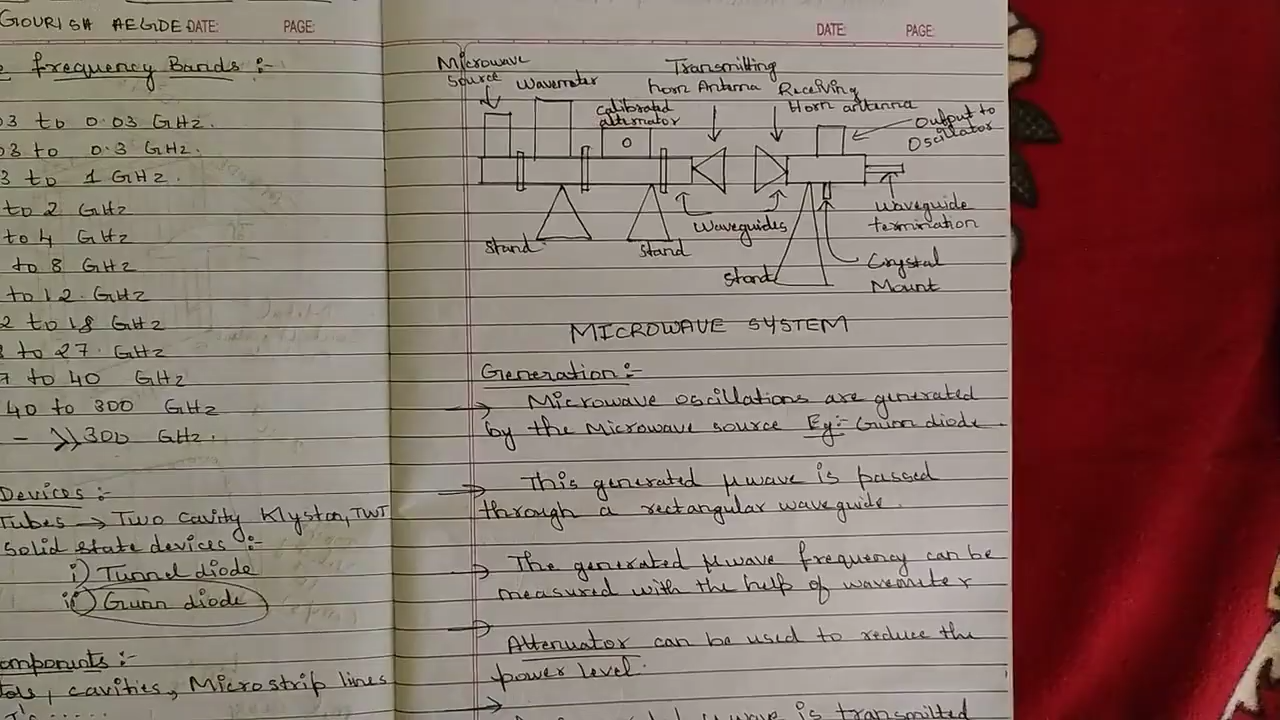 GOURISH HEGDE DATE: PAGE:
frequency Bands :-
03 to 0.03 GHz.
03 to 0.3 GHz.
3 to 1 GHz.
to 2 GHz
to 4 GHz
to 8 GHz
to 12 GHz
2 to 18 GHz
to 27 GHz
7 to 40 GHz
40 to 300 GHz
- >>300 GHz.
Devices :-
Tubes → Two cavity Klyston, TWT
Solid state devices :-
i) Tunnel diode
ii) Gunn diode
omponents :-
cavities, Microstrip lines
DATE: PAGE:
Microwave
Source
Wavemeter
calibrated
alternator
Transmitting
horn Antenna
Receiving
Horn antenna
Output to
Oscilator
Stand
Stand
Waveguides
Waveguide
termination
Stand
Crystal
Mount
MICROWAVE SYSTEM
Generation :-
→ Microwave oscillations are generated
by the Microwave source Eg:- Gunn diode.
→ This generated μwave is passed
through a rectangular waveguide.
→ The generated μwave frequency can be
measured with the help of wavemeter
→ Attenuator can be used to reduce the
power level.
→ μwave is transmitted